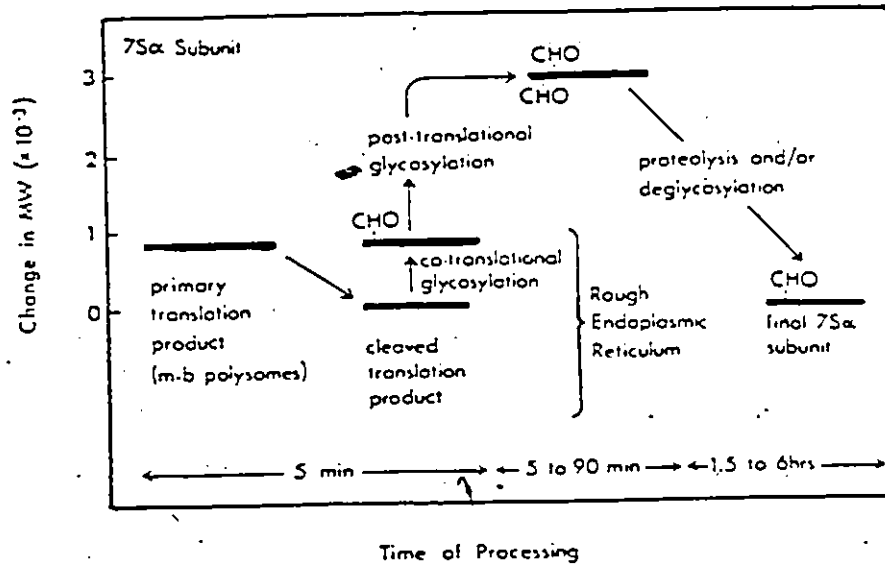 7Sα Subunit
Change in MW (×10⁻³)
3
2
1
0
CHO
CHO
post-translational
glycosylation
proteolysis and/or
deglycosylation
CHO
co-translational
glycosylation
CHO
primary
translation
product
(m-b polysomes)
cleaved
translation
product
Rough
Endoplasmic
Reticulum
final 7Sα
subunit
5 min
5 to 90 min
1.5 to 6hrs
Time of Processing